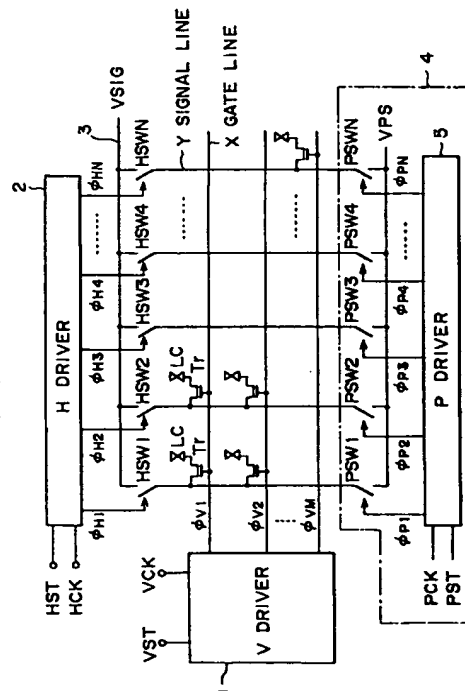 2
H DRIVER
HST
HCK
φH1
φH2
φH3
φH4
........
φHN
3
VSIG
HSW1
HSW2
HSW3
HSW4
........
HSWN
Y SIGNAL LINE
X GATE LINE
LC
Tr
LC
Tr
VST
VCK
V DRIVER
φV1
φV2
.....
φVM
PSW1
PSW2
PSW3
PSW4
........
PSWN
4
VPS
φP1
φP2
φP3
φP4
......
φPN
5
P DRIVER
PCK
PST